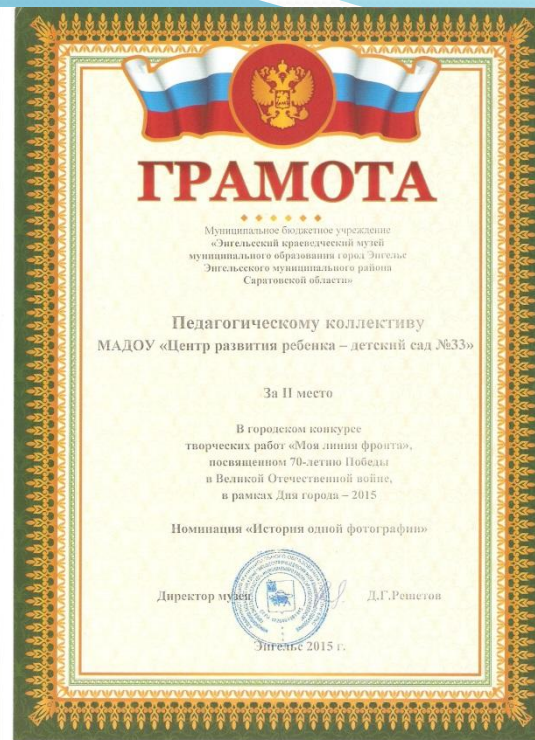 ГРАМОТА
Муниципальное бюджетное учреждение
«Энгельсский краеведческий музей
муниципального образования город Энгельс
Энгельсского муниципального района
Саратовской области»
Педагогическому коллективу
МАДОУ «Центр развития ребенка – детский сад №33»
За II место
В городском конкурсе
творческих работ «Моя линия фронта»,
посвященном 70-летию Победы
в Великой Отечественной войне,
в рамках Дня города – 2015
Номинация «История одной фотографии»
Директор музея Д.Г.Решетов
Энгельс 2015 г.